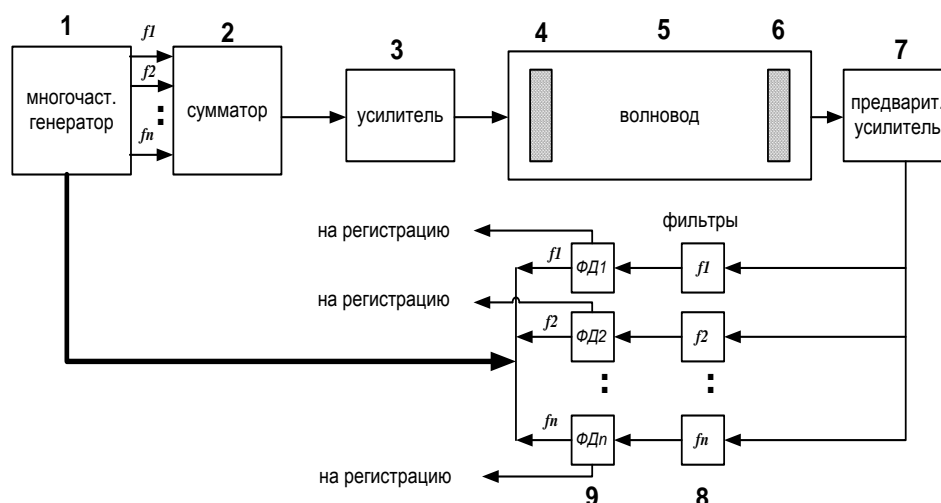 1
2
3
4
5
6
7
f1
f2
fn
многочаст.
генератор
сумматор
усилитель
волновод
предварит.
усилитель
фильтры
на регистрацию
f1
ФД1
f1
на регистрацию
f2
ФД2
f2
fn
ФДn
fn
на регистрацию
9
8